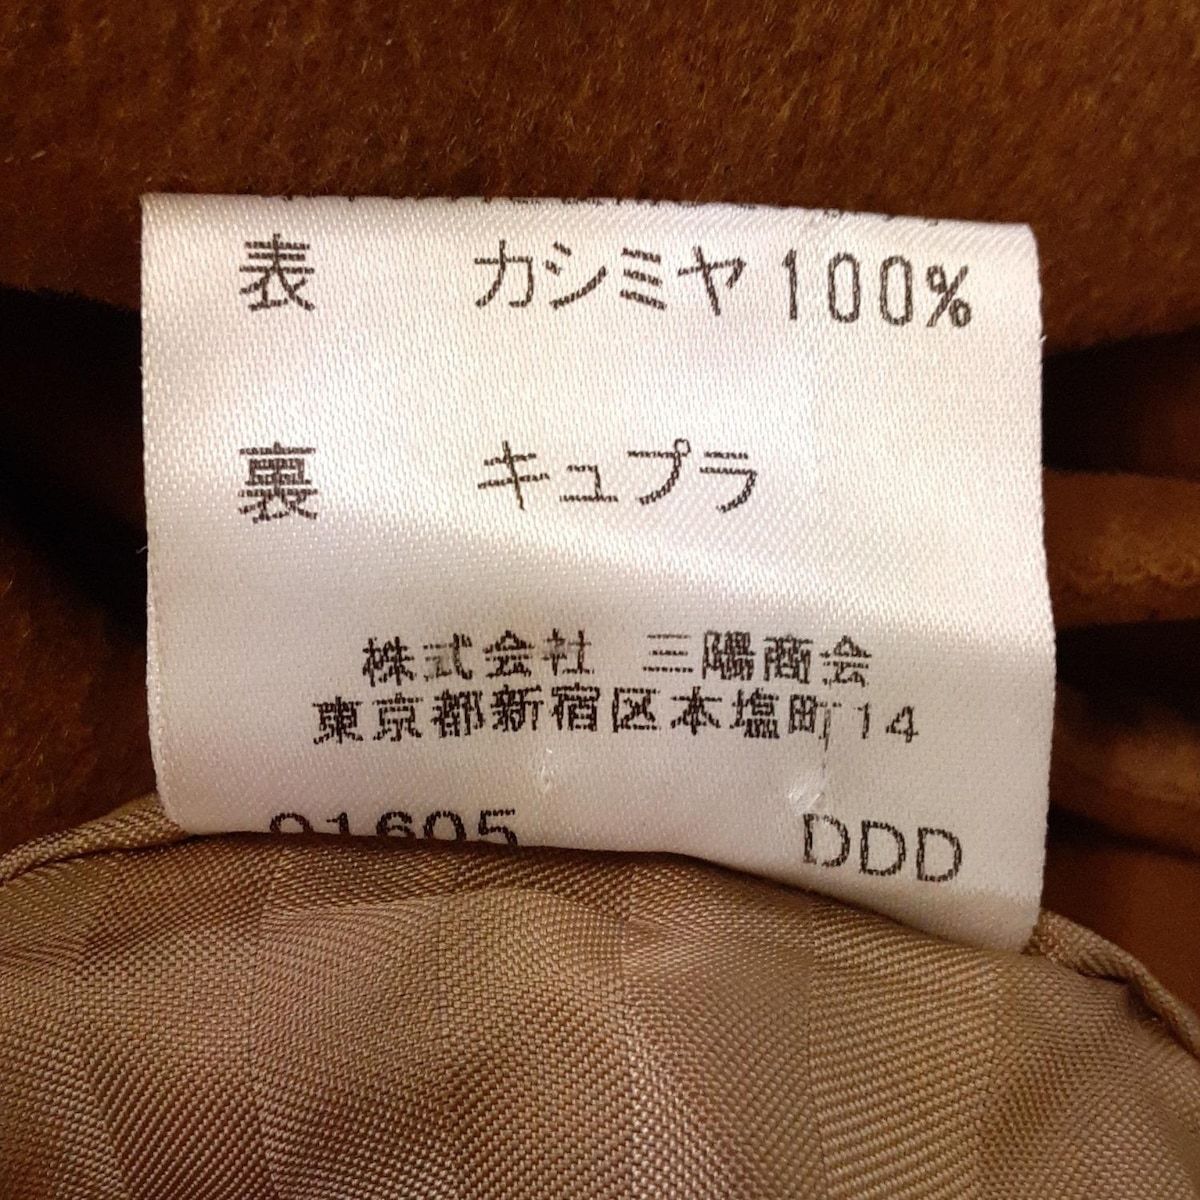 表 カシミヤ100%
裏 キュプラ
株式会社 三陽商会
東京都新宿区本塩町14
DDD